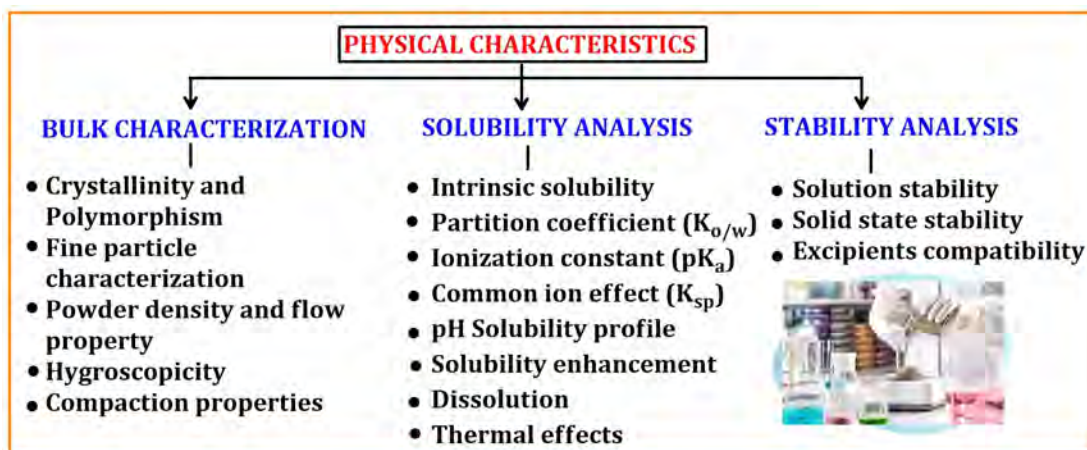 PHYSICAL CHARACTERISTICS
BULK CHARACTERIZATION
• Crystallinity and
Polymorphism
• Fine particle
characterization
• Powder density and flow
property
• Hygroscopicity
• Compaction properties
SOLUBILITY ANALYSIS
• Intrinsic solubility
• Partition coefficient (Kₒ/w)
• Ionization constant (pKₐ)
• Common ion effect (Kₛₚ)
• pH Solubility profile
• Solubility enhancement
• Dissolution
• Thermal effects
STABILITY ANALYSIS
• Solution stability
• Solid state stability
• Excipients compatibility